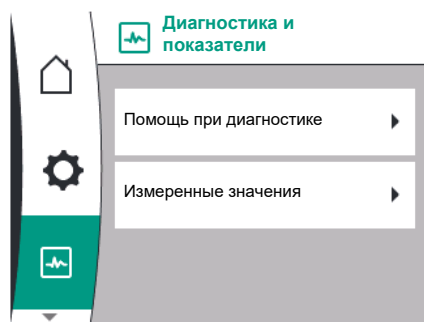 Диагностика и
показатели
Помощь при диагностике
Измеренные значения